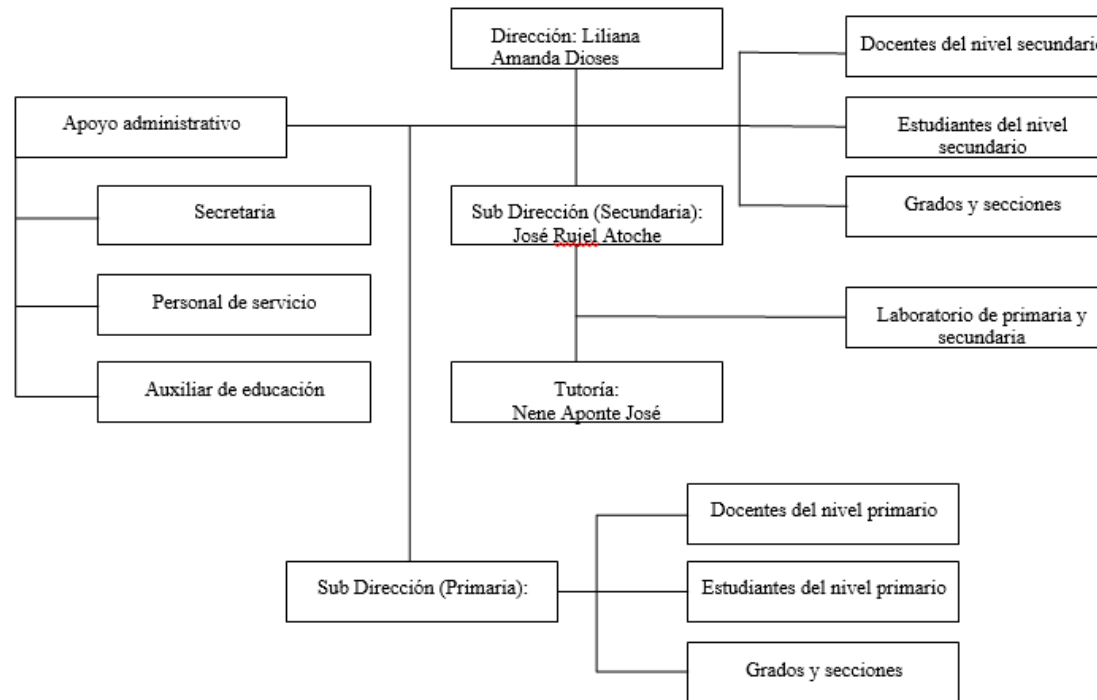 Dirección: Liliana
Amanda Dioses
Docentes del nivel secundario
Apoyo administrativo
Estudiantes del nivel
secundario
Secretaria
Sub Dirección (Secundaria):
José Rujel Atoche
Grados y secciones
Personal de servicio
Laboratorio de primaria y
secundaria
Auxiliar de educación
Tutoría:
Nene Aponte José
Docentes del nivel primario
Sub Dirección (Primaria):
Estudiantes del nivel primario
Grados y secciones